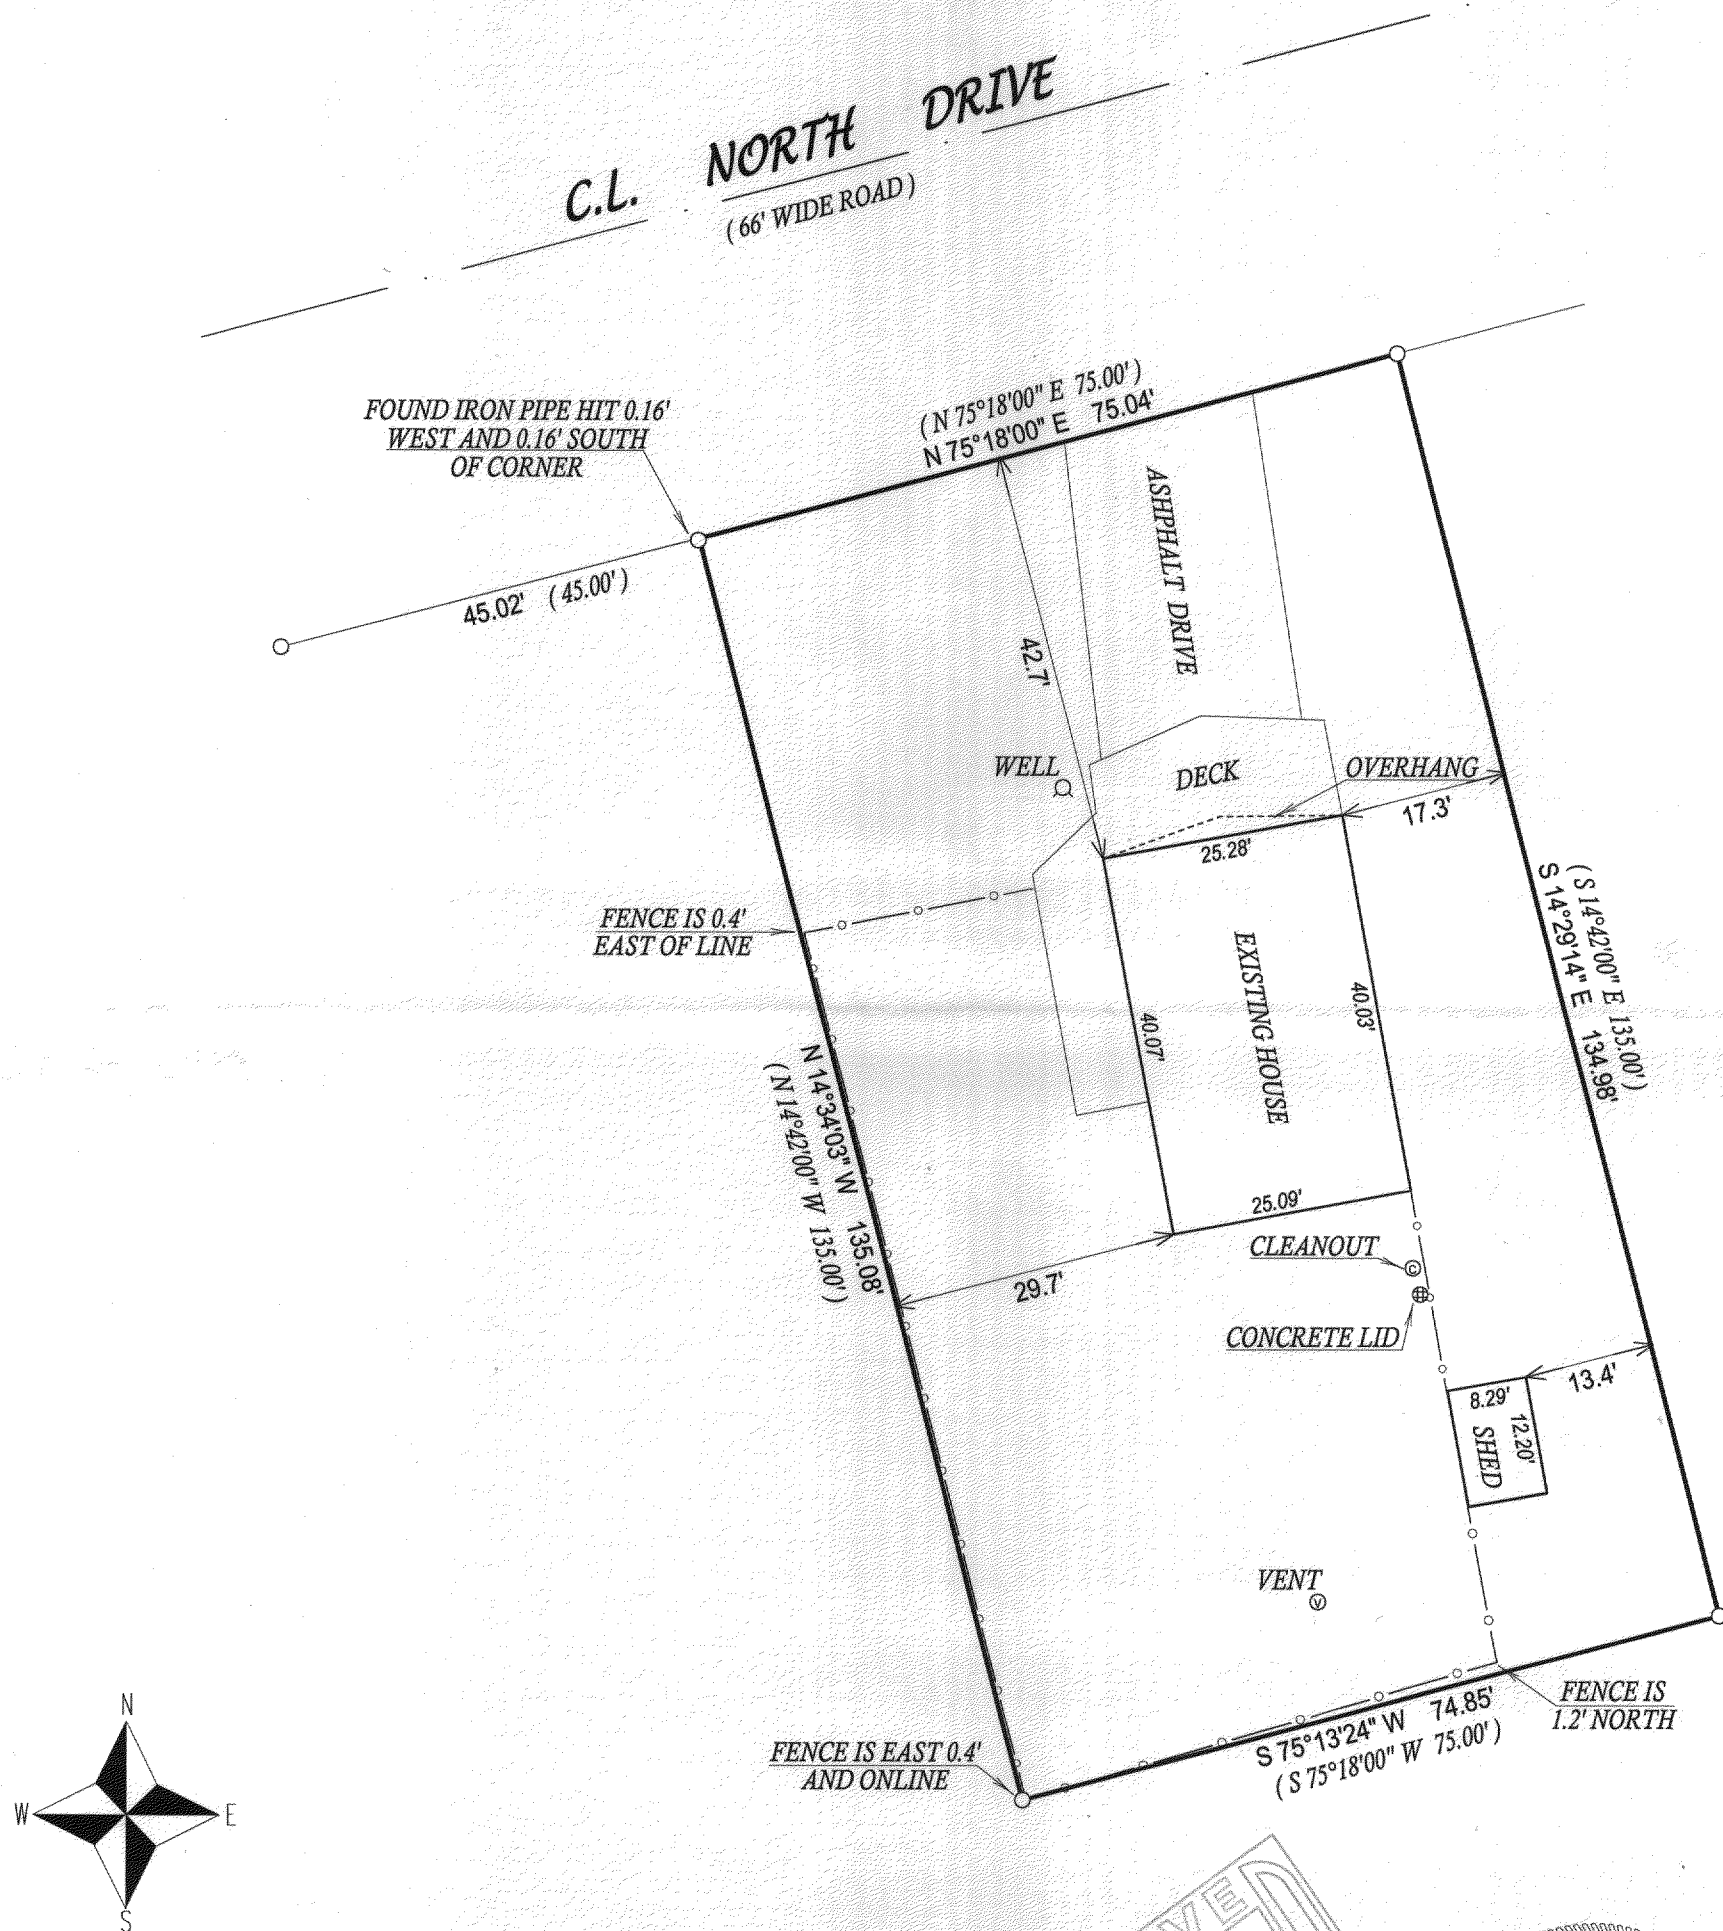 C.L. NORTH DRIVE
( 66' WIDE ROAD )
FOUND IRON PIPE HIT 0.16'
WEST AND 0.16' SOUTH
OF CORNER
( N 75°18'00" E 75.00' )
N 75°18'00" E 75.04'
45.02' ( 45.00' )
ASHPHALT DRIVE
42.7'
WELL
DECK
OVERHANG
17.3'
25.28'
FENCE IS 0.4'
EAST OF LINE
EXISTING HOUSE
40.07'
40.03'
( S 14°42'00" E 135.00' )
S 14°29'14" E 134.98'
N 14°34'03" W 135.08'
( N 14°42'00" W 135.00' )
25.09'
CLEANOUT
C
29.7'
CONCRETE LID
13.4'
8.29'
12.20'
SHED
VENT
V
FENCE IS
1.2' NORTH
S 75°13'24" W 74.85'
( S 75°18'00" W 75.00' )
FENCE IS EAST 0.4'
AND ONLINE
N
W
E
S